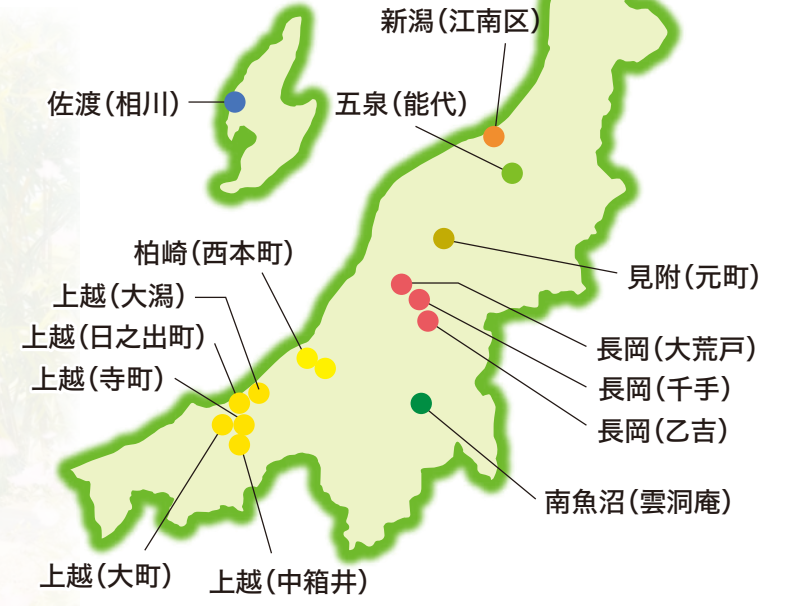 新潟（江南区）
佐渡（相川）
五泉（能代）
柏崎（西本町）
見附（元町）
上越（大潟）
上越（日之出町）
長岡（大荒戸）
上越（寺町）
長岡（千手）
長岡（乙吉）
南魚沼（雲洞庵）
上越（大町）
上越（中箱井）